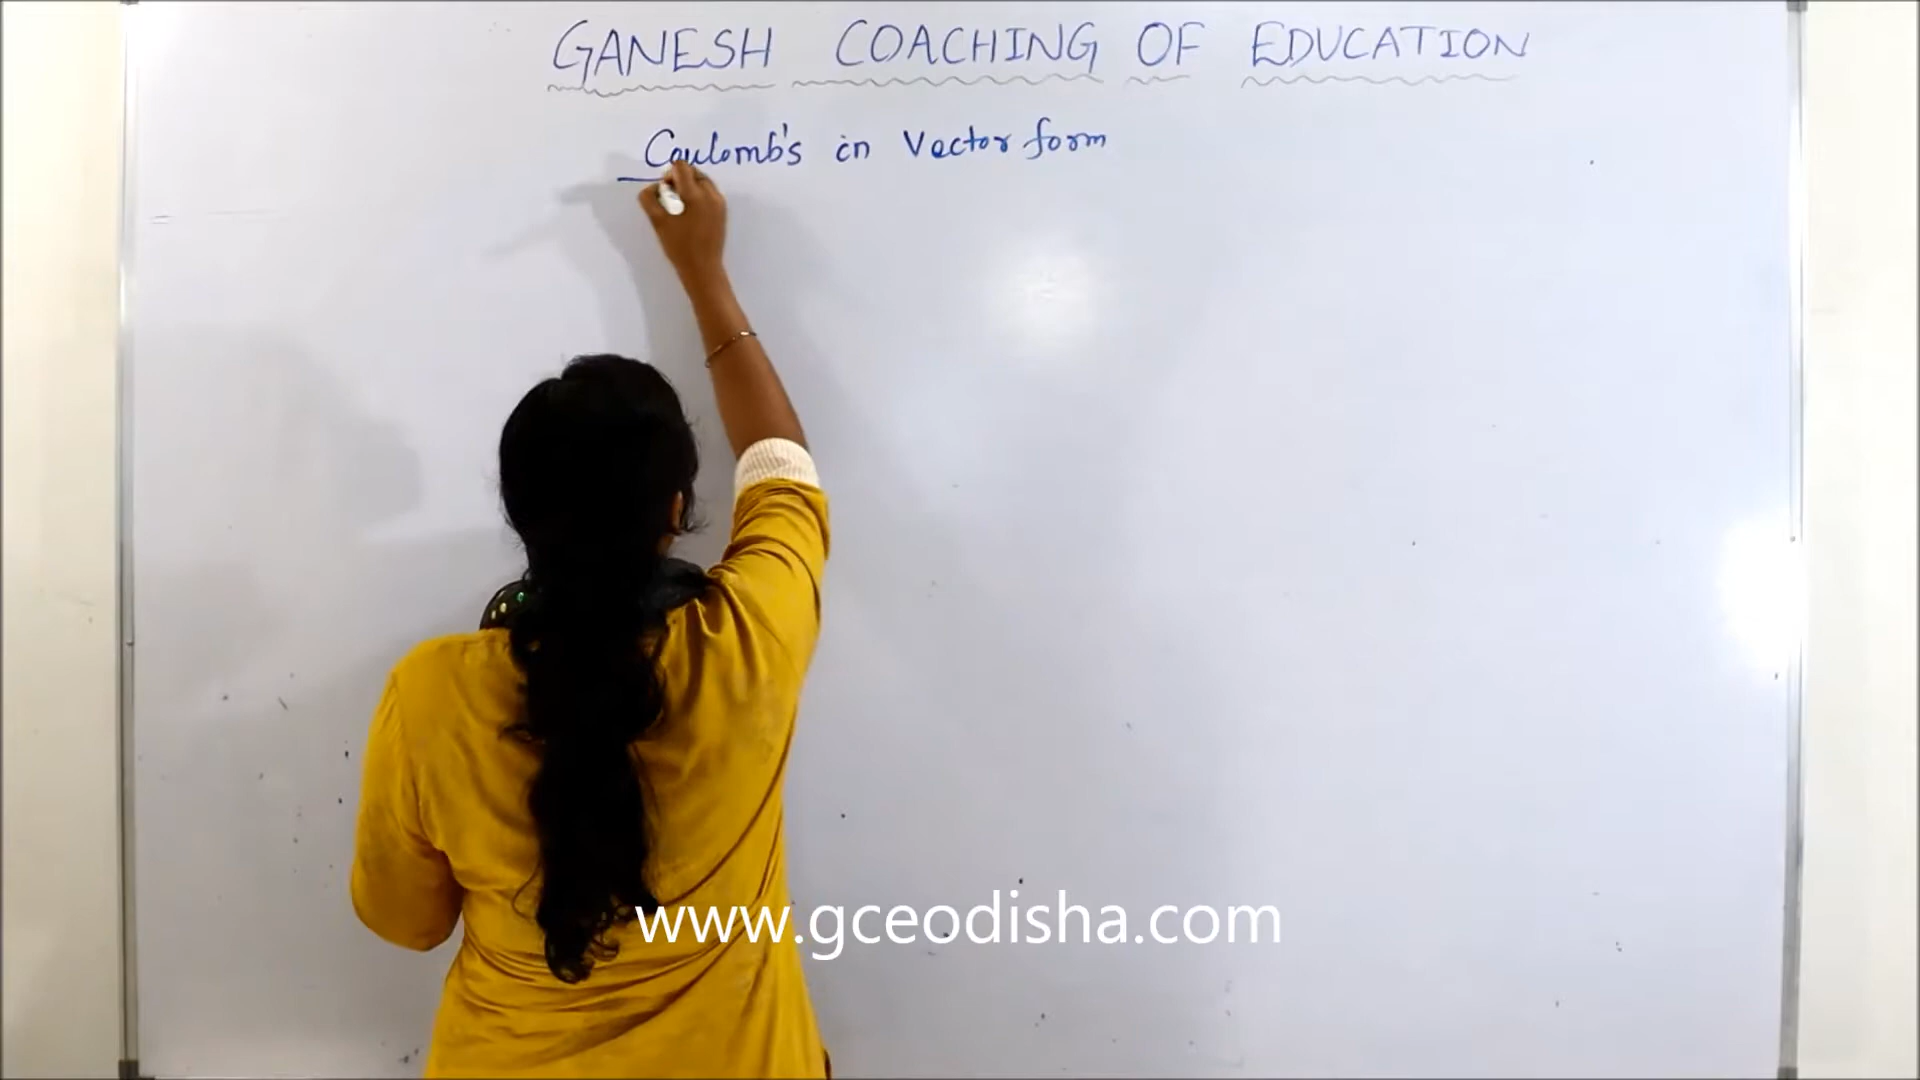 GANESH COACHING OF EDUCATION
Coulomb's in Vector form
www.gceodisha.com